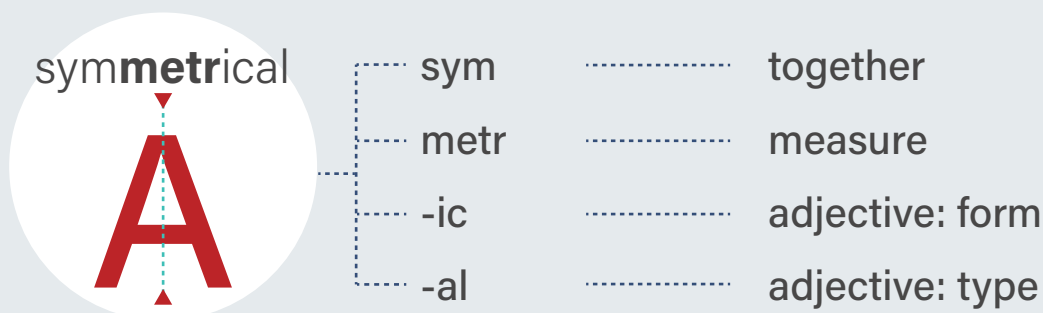 symmetrical
A
sym together
metr measure
-ic adjective: form
-al adjective: type